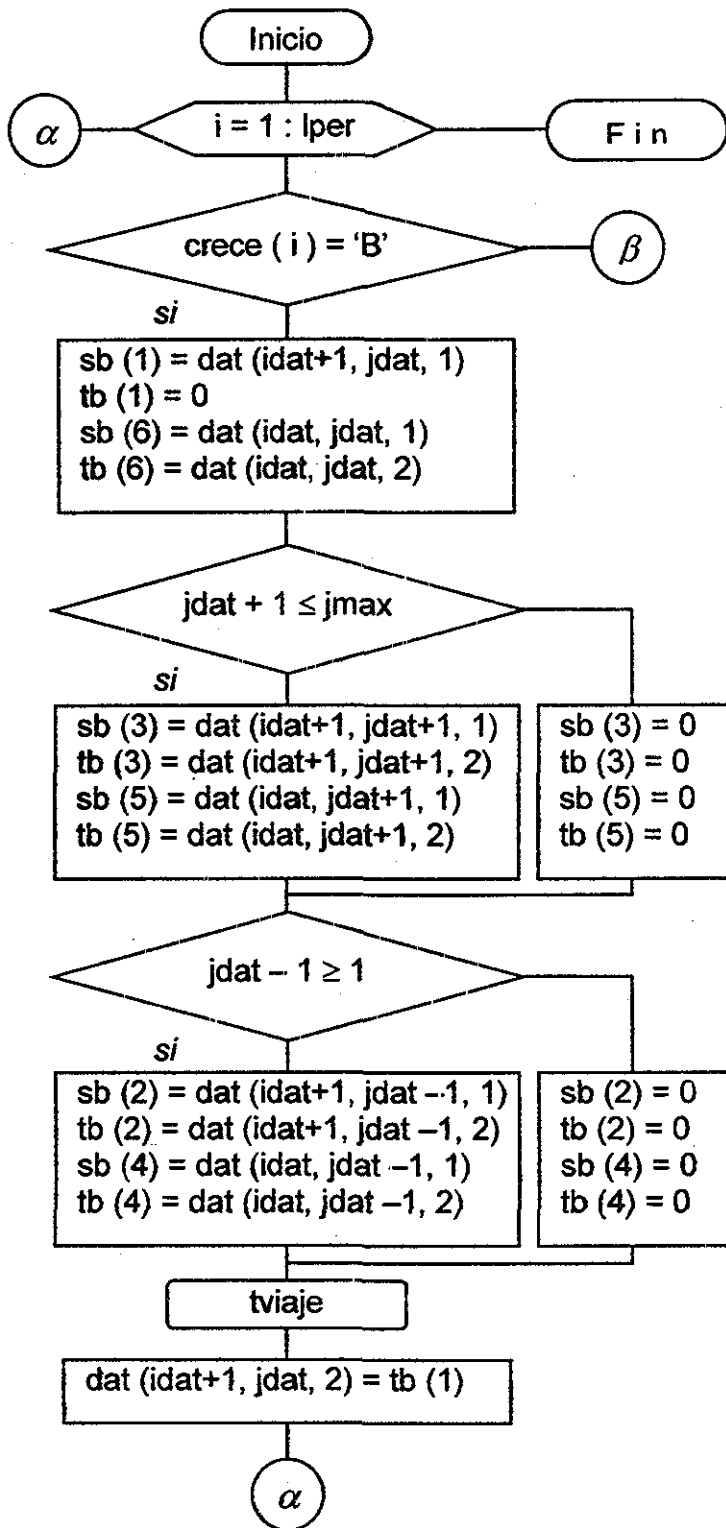 Inicio
α
i = 1 : lper
F i n
crece ( i ) = ‘B’
β
si
sb (1) = dat (idat+1, jdat, 1)
tb (1) = 0
sb (6) = dat (idat, jdat, 1)
tb (6) = dat (idat, jdat, 2)
jdat + 1 ≤ jmax
si
sb (3) = dat (idat+1, jdat+1, 1)
tb (3) = dat (idat+1, jdat+1, 2)
sb (5) = dat (idat, jdat+1, 1)
tb (5) = dat (idat, jdat+1, 2)
sb (3) = 0
tb (3) = 0
sb (5) = 0
tb (5) = 0
jdat – 1 ≥ 1
si
sb (2) = dat (idat+1, jdat –1, 1)
tb (2) = dat (idat+1, jdat –1, 2)
sb (4) = dat (idat, jdat –1, 1)
tb (4) = dat (idat, jdat –1, 2)
sb (2) = 0
tb (2) = 0
sb (4) = 0
tb (4) = 0
tviaje
dat (idat+1, jdat, 2) = tb (1)
α